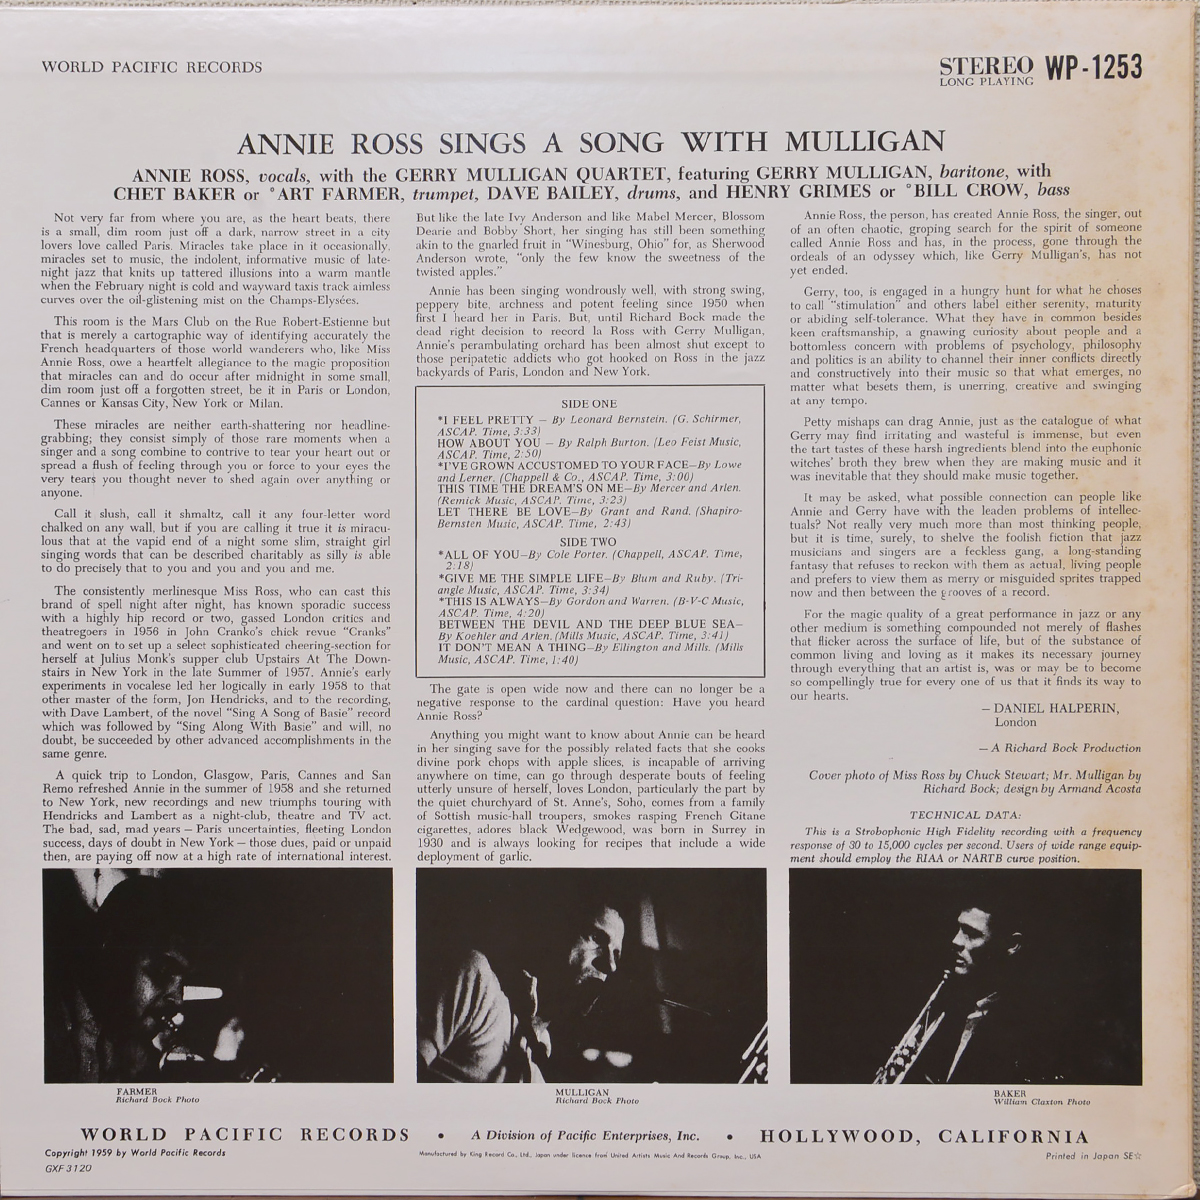 WORLD PACIFIC RECORDS
STEREO WP-1253
LONG PLAYING
ANNIE ROSS SINGS A SONG WITH MULLIGAN
ANNIE ROSS, vocals, with the GERRY MULLIGAN QUARTET, featuring GERRY MULLIGAN, baritone, with
CHET BAKER or *ART FARMER, trumpet, DAVE BAILEY, drums, and HENRY GRIMES or *BILL CROW, bass
Not very far from where you are, as the heart beats, there
is a small, dim room just off a dark, narrow street in a city
lovers love called Paris. Miracles take place in it occasionally,
miracles set to music, the indolent, informative music of late-
night jazz that knits up tattered illusions into a warm mantle
when the February night is cold and wayward taxis track aimless
curves over the oil-glistening mist on the Champs-Elysées.
This room is the Mars Club on the Rue Robert-Estienne but
that is merely a cartographic way of identifying accurately the
French headquarters of those world wanderers who, like Miss
Annie Ross, owe a heartfelt allegiance to the magic proposition
that miracles can and do occur after midnight in some small,
dim room just off a forgotten street, be it in Paris or London,
Cannes or Kansas City, New York or Milan.
These miracles are neither earth-shattering nor headline-
grabbing; they consist simply of those rare moments when a
singer and a song combine to contrive to tear your heart out or
spread a flush of feeling through you or force to your eyes the
very tears you thought never to shed again over anything or
anyone.
Call it slush, call it shmaltz, call it any four-letter word
chalked on any wall, but if you are calling it true it is miracu-
lous that at the vapid end of a night some slim, straight girl
singing words that can be described charitably as silly is able
to do precisely that to you and you and you and me.
The consistently merlinesque Miss Ross, who can cast this
brand of spell night after night, has known sporadic success
with a highly hip record or two, gassed London critics and
theatregoers in 1956 in John Cranko's chick revue "Cranks"
and went on to set up a select sophisticated cheering-section for
herself at Julius Monk's supper club Upstairs At The Down-
stairs in New York in the late Summer of 1957. Annie's early
experiments in vocalese led her logically in early 1958 to that
other master of the form, Jon Hendricks, and to the recording,
with Dave Lambert, of the novel "Sing A Song of Basie" record
which was followed by "Sing Along With Basie" and will, no
doubt, be succeeded by other advanced accomplishments in the
same genre.
A quick trip to London, Glasgow, Paris, Cannes and San
Remo refreshed Annie in the summer of 1958 and she returned
to New York, new recordings and new triumphs touring with
Hendricks and Lambert as a night-club, theatre and TV act.
The bad, sad, mad years — Paris uncertainties, fleeting London
success, days of doubt in New York — those dues, paid or unpaid
then, are paying off now at a high rate of international interest.
But like the late Ivy Anderson and like Mabel Mercer, Blossom
Dearie and Bobby Short, her singing has still been something
akin to the gnarled fruit in "Winesburg, Ohio" for, as Sherwood
Anderson wrote, "only the few know the sweetness of the
twisted apples."
Annie has been singing wondrously well, with strong swing,
peppery bite, archness and potent feeling since 1950 when
first I heard her in Paris. But, until Richard Bock made the
dead right decision to record la Ross with Gerry Mulligan,
Annie's perambulating orchard has been almost shut except to
those peripatetic addicts who got hooked on Ross in the jazz
backyards of Paris, London and New York.
SIDE ONE
*I FEEL PRETTY — By Leonard Bernstein. (G. Schirmer,
ASCAP. Time, 3:33)
HOW ABOUT YOU — By Ralph Burton. (Leo Feist Music,
ASCAP. Time, 2:50)
*I'VE GROWN ACCUSTOMED TO YOUR FACE—By Lowe
and Lerner. (Chappell & Co., ASCAP. Time, 3:00)
THIS TIME THE DREAM'S ON ME—By Mercer and Arlen.
(Remick Music, ASCAP. Time, 3:23)
LET THERE BE LOVE—By Grant and Rand. (Shapiro-
Bernsten Music, ASCAP. Time, 2:43)
SIDE TWO
*ALL OF YOU—By Cole Porter. (Chappell, ASCAP. Time,
2:18)
*GIVE ME THE SIMPLE LIFE—By Blum and Ruby. (Tri-
angle Music, ASCAP. Time, 3:34)
*THIS IS ALWAYS—By Gordon and Warren. (B-V-C Music,
ASCAP. Time, 4:20)
BETWEEN THE DEVIL AND THE DEEP BLUE SEA—
By Koehler and Arlen. (Mills Music, ASCAP. Time, 3:41)
IT DON'T MEAN A THING—By Ellington and Mills. (Mills
Music, ASCAP. Time, 1:40)
The gate is open wide now and there can no longer be a
negative response to the cardinal question: Have you heard
Annie Ross?
Anything you might want to know about Annie can be heard
in her singing save for the possibly related facts that she cooks
divine pork chops with apple slices, is incapable of arriving
anywhere on time, can go through desperate bouts of feeling
utterly unsure of herself, loves London, particularly the part by
the quiet churchyard of St. Anne's, Soho, comes from a family
of Sottish music-hall troupers, smokes rasping French Gitane
cigarettes, adores black Wedgewood, was born in Surrey in
1930 and is always looking for recipes that include a wide
deployment of garlic.
Annie Ross, the person, has created Annie Ross, the singer, out
of an often chaotic, groping search for the spirit of someone
called Annie Ross and has, in the process, gone through the
ordeals of an odyssey which, like Gerry Mulligan's, has not
yet ended.
Gerry, too, is engaged in a hungry hunt for what he choses
to call "stimulation" and others label either serenity, maturity
or abiding self-tolerance. What they have in common besides
keen craftsmanship, a gnawing curiosity about people and a
bottomless concern with problems of psychology, philosophy
and politics is an ability to channel their inner conflicts directly
and constructively into their music so that what emerges, no
matter what besets them, is unerring, creative and swinging
at any tempo.
Petty mishaps can drag Annie, just as the catalogue of what
Gerry may find irritating and wasteful is immense, but even
the tart tastes of these harsh ingredients blend into the euphonic
witches' broth they brew when they are making music and it
was inevitable that they should make music together.
It may be asked, what possible connection can people like
Annie and Gerry have with the leaden problems of intellec-
tuals? Not really very much more than most thinking people,
but it is time, surely, to shelve the foolish fiction that jazz
musicians and singers are a feckless gang, a long-standing
fantasy that refuses to reckon with them as actual, living people
and prefers to view them as merry or misguided sprites trapped
now and then between the grooves of a record.
For the magic quality of a great performance in jazz or any
other medium is something compounded not merely of flashes
that flicker across the surface of life, but of the substance of
common living and loving as it makes its necessary journey
through everything that an artist is, was or may be to become
so compellingly true for every one of us that it finds its way to
our hearts.
— DANIEL HALPERIN,
London
— A Richard Bock Production
Cover photo of Miss Ross by Chuck Stewart; Mr. Mulligan by
Richard Bock; design by Armand Acosta
TECHNICAL DATA:
This is a Strobophonic High Fidelity recording with a frequency
response of 30 to 15,000 cycles per second. Users of wide range equip-
ment should employ the RIAA or NARTB curve position.
FARMER
Richard Bock Photo
MULLIGAN
Richard Bock Photo
BAKER
William Claxton Photo
WORLD PACIFIC RECORDS • A Division of Pacific Enterprises, Inc. • HOLLYWOOD, CALIFORNIA
Copyright 1959 by World Pacific Records
Manufactured by King Record Co., Ltd., Japan under licence from United Artists Music And Records Group, Inc., USA
Printed in Japan SE☆
GXF 3120